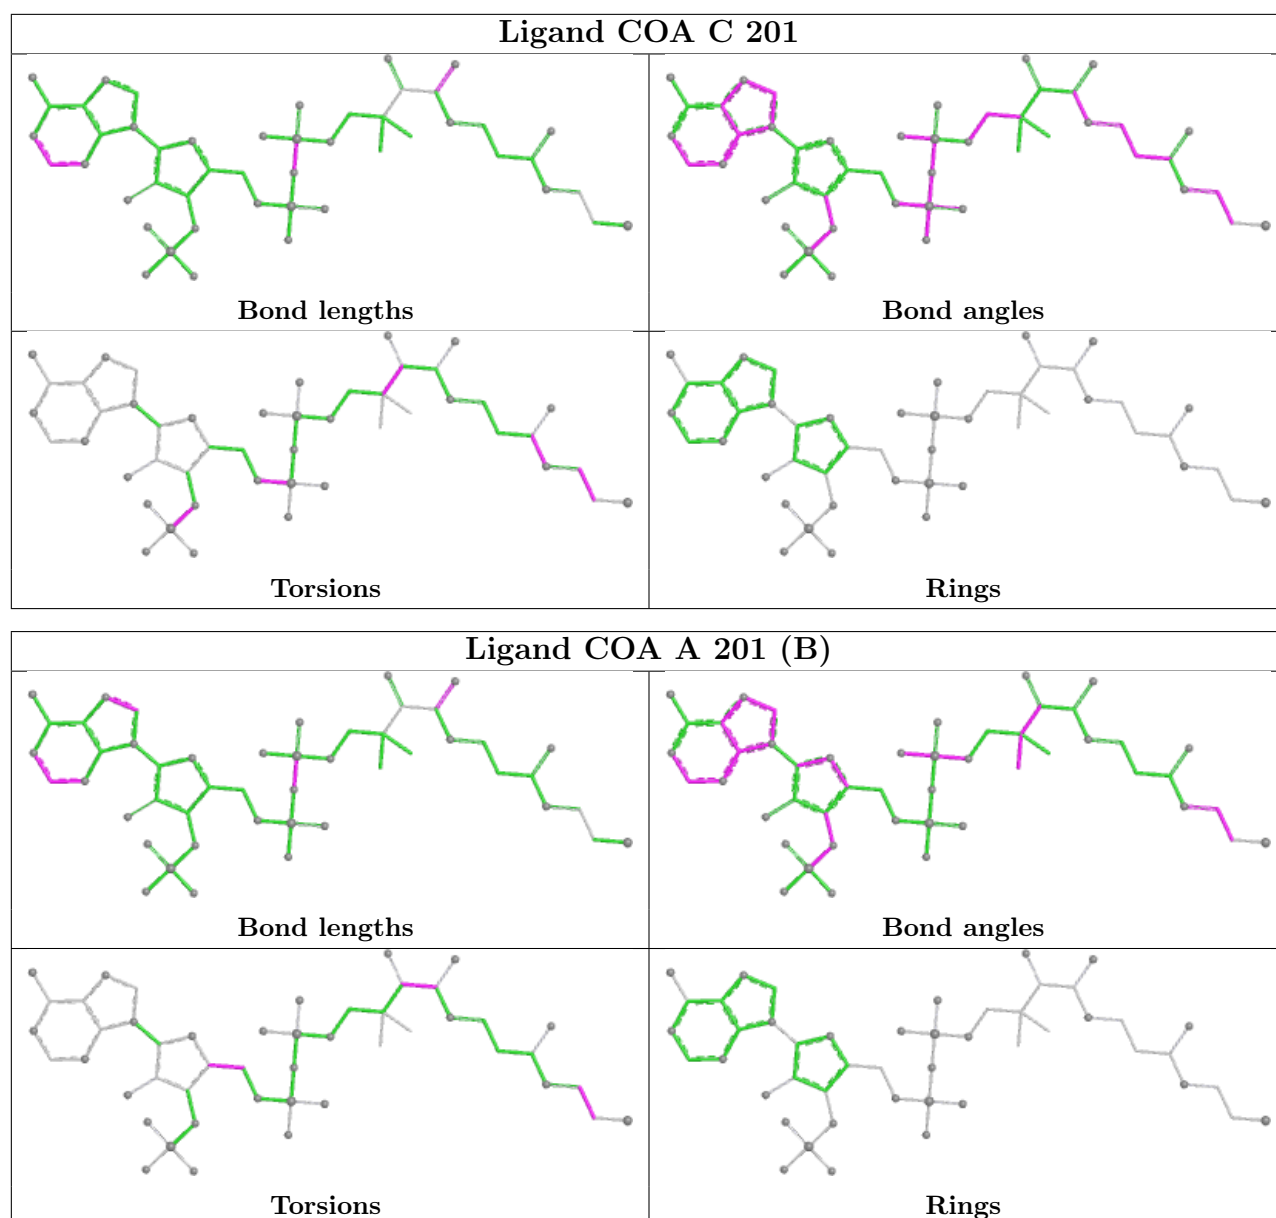 Ligand COA C 201
Bond lengths
Bond angles
Torsions
Rings
Ligand COA A 201 (B)
Bond lengths
Bond angles
Torsions
Rings